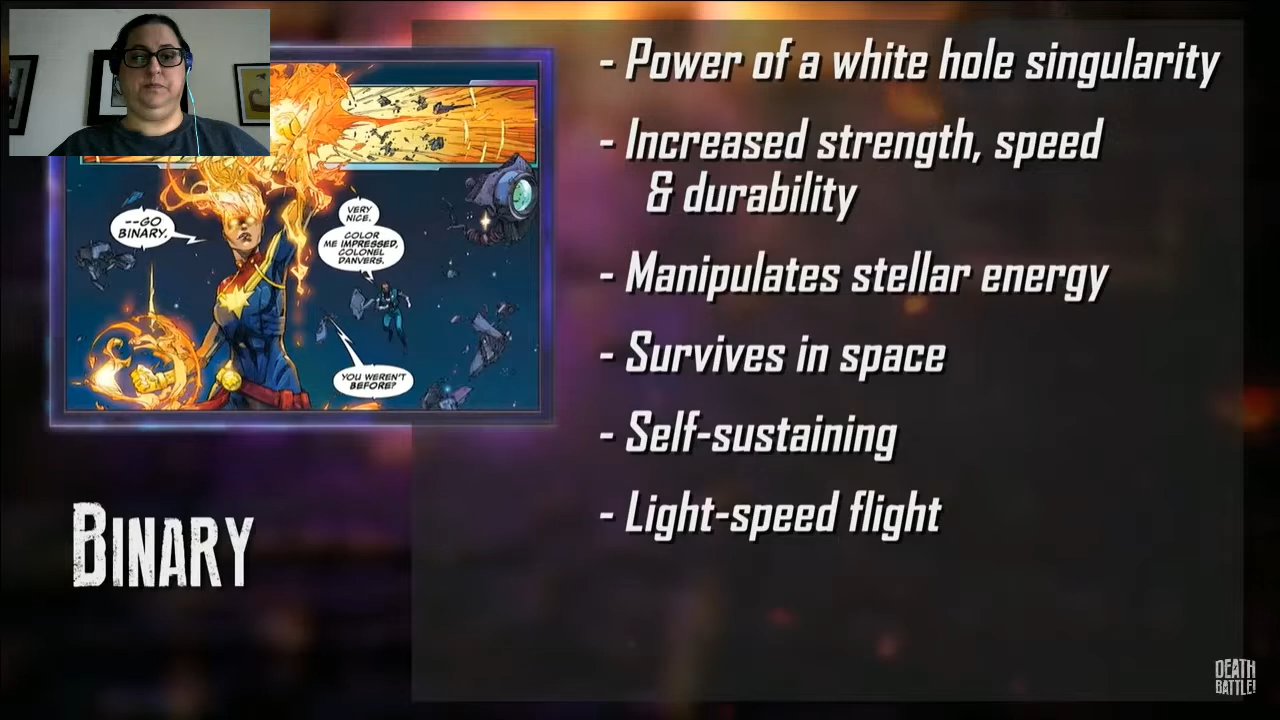 - Power of a white hole singularity
- Increased strength, speed
& durability
- Manipulates stellar energy
- Survives in space
- Self-sustaining
- Light-speed flight
--GO
BINARY.
VERY
NICE.
COLOR
ME IMPRESSED,
COLONEL
DANVERS.
YOU WEREN'T
BEFORE?
BINARY
DEATH
BATTLE!